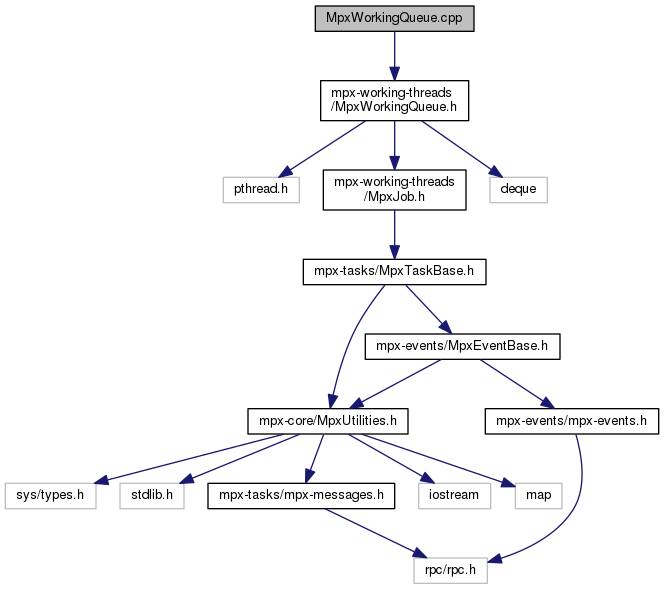 MpxWorkingQueue.cpp
mpx-working-threads
/MpxWorkingQueue.h
pthread.h
mpx-working-threads
/MpxJob.h
deque
mpx-tasks/MpxTaskBase.h
mpx-events/MpxEventBase.h
mpx-core/MpxUtilities.h
mpx-events/mpx-events.h
sys/types.h
stdlib.h
mpx-tasks/mpx-messages.h
iostream
map
rpc/rpc.h